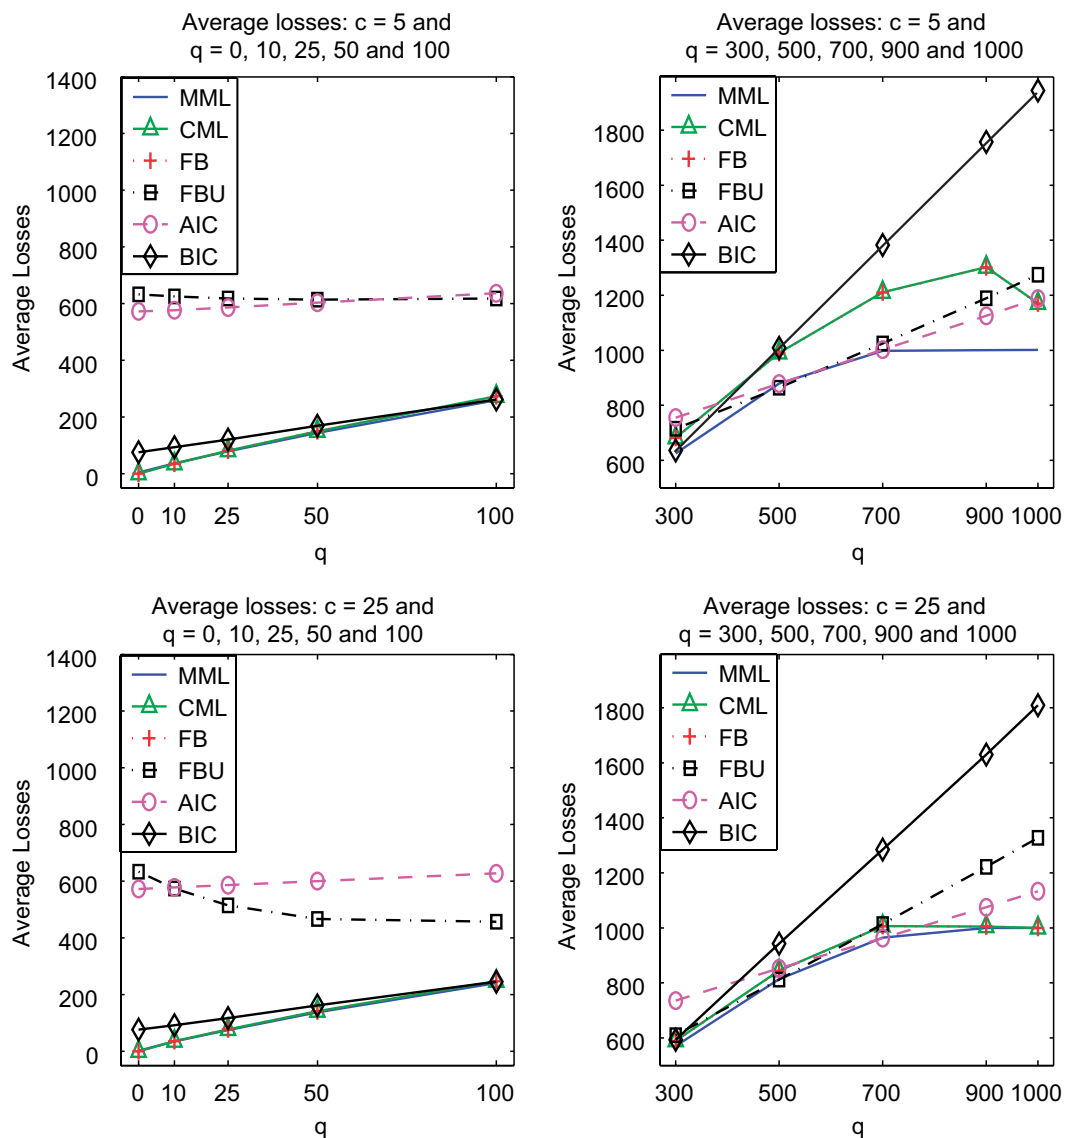 Average losses: c = 5 and
q = 0, 10, 25, 50 and 100
1400
1200
1000
800
600
400
200
0
Average Losses
MML
CML
FB
FBU
AIC
BIC
0 10 25 50 100
q
Average losses: c = 5 and
q = 300, 500, 700, 900 and 1000
1800
1600
1400
1200
1000
800
600
Average Losses
MML
CML
FB
FBU
AIC
BIC
300 500 700 900 1000
q
Average losses: c = 25 and
q = 0, 10, 25, 50 and 100
1400
1200
1000
800
600
400
200
0
Average Losses
MML
CML
FB
FBU
AIC
BIC
0 10 25 50 100
q
Average losses: c = 25 and
q = 300, 500, 700, 900 and 1000
1800
1600
1400
1200
1000
800
600
Average Losses
MML
CML
FB
FBU
AIC
BIC
300 500 700 900 1000
q